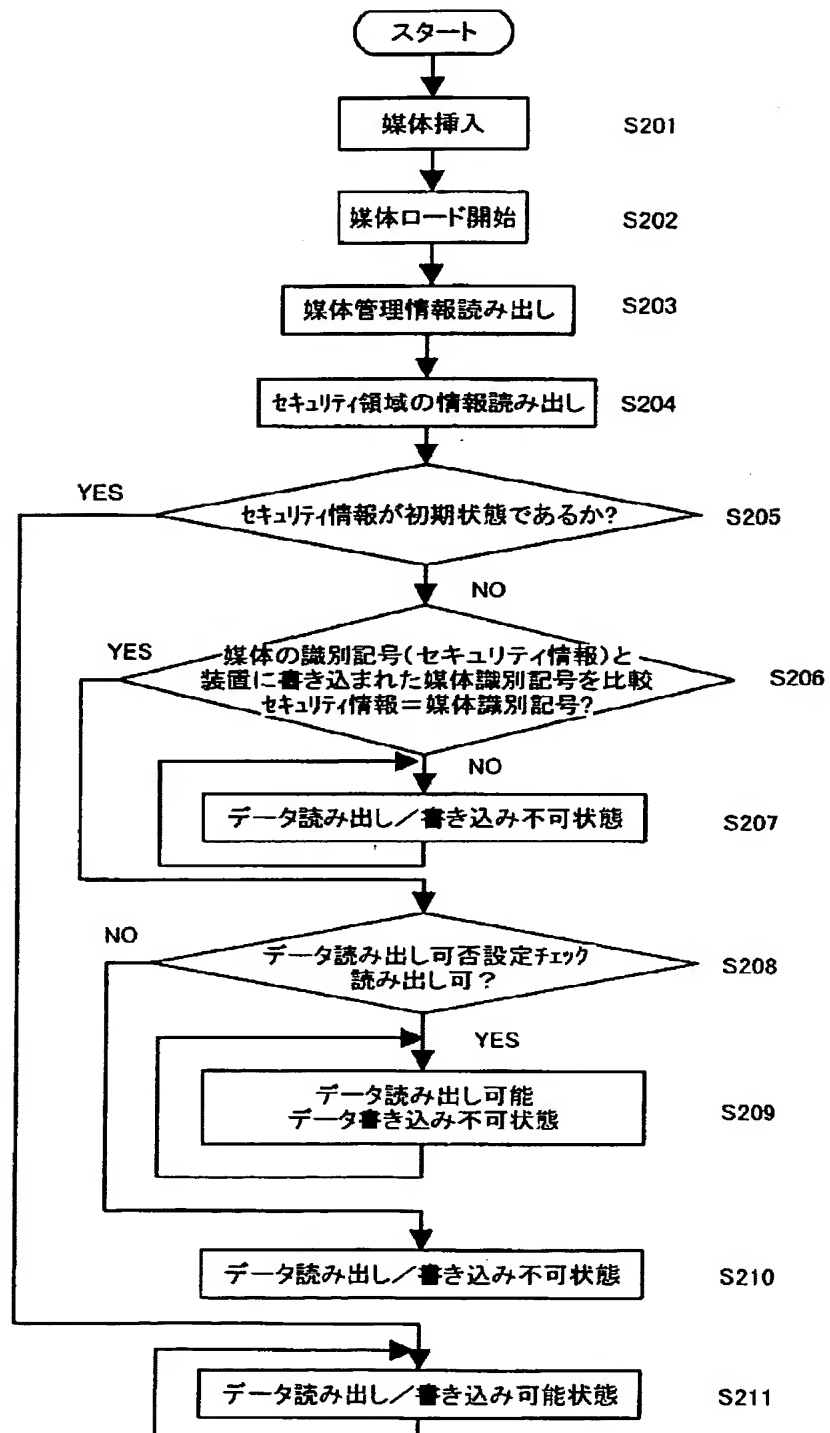 スタート
媒体挿入
S201
媒体ロード開始
S202
媒体管理情報読み出し
S203
セキュリティ領域の情報読み出し
S204
YES
セキュリティ情報が初期状態であるか?
S205
NO
YES
媒体の識別記号(セキュリティ情報)と
装置に書き込まれた媒体識別記号を比較
セキュリティ情報=媒体識別記号?
S206
NO
データ読み出し/書き込み不可状態
S207
NO
データ読み出し可否設定チェック
読み出し可?
S208
YES
データ読み出し可能
データ書き込み不可状態
S209
データ読み出し/書き込み不可状態
S210
データ読み出し/書き込み可能状態
S211